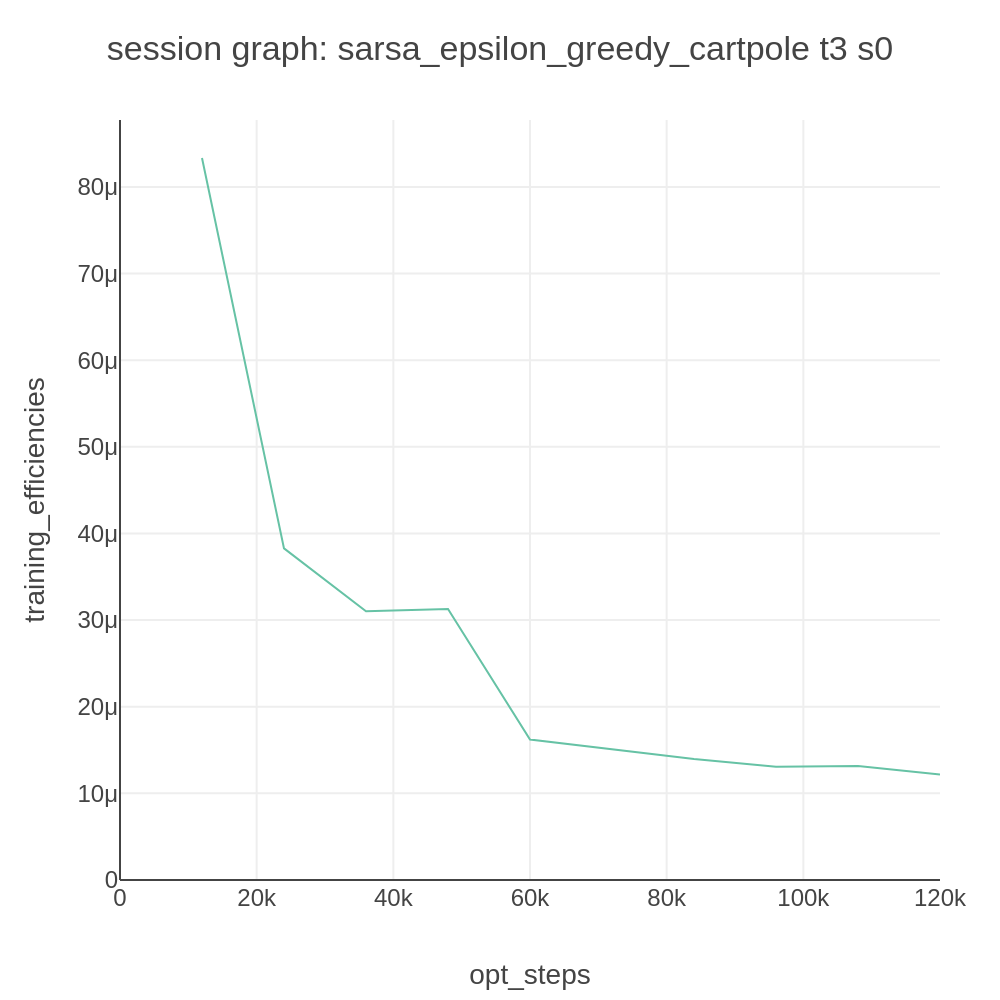 session graph: sarsa_epsilon_greedy_cartpole t3 s0
training_efficiencies
80μ
70μ
60μ
50μ
40μ
30μ
20μ
10μ
0
0 20k 40k 60k 80k 100k 120k
opt_steps